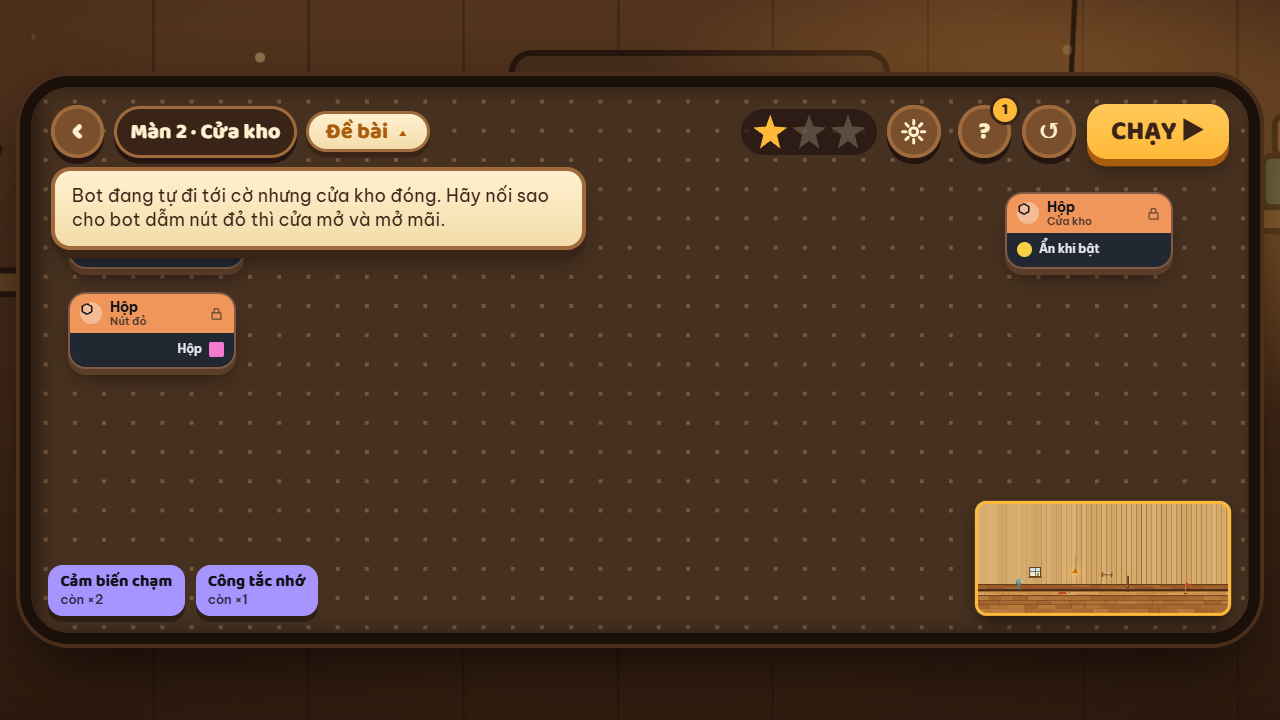 Màn 2 • Cửa kho
Đề bài
1
?
CHẠY
Bot đang tự đi tới cờ nhưng cửa kho đóng. Hãy nối sao
cho bot dẫm nút đỏ thì cửa mở và mở mãi.
Hộp
Cửa kho
Ẩn khi bật
Hộp
Nút đỏ
Hộp
Cảm biến chạm
còn ×2
Công tắc nhớ
còn ×1